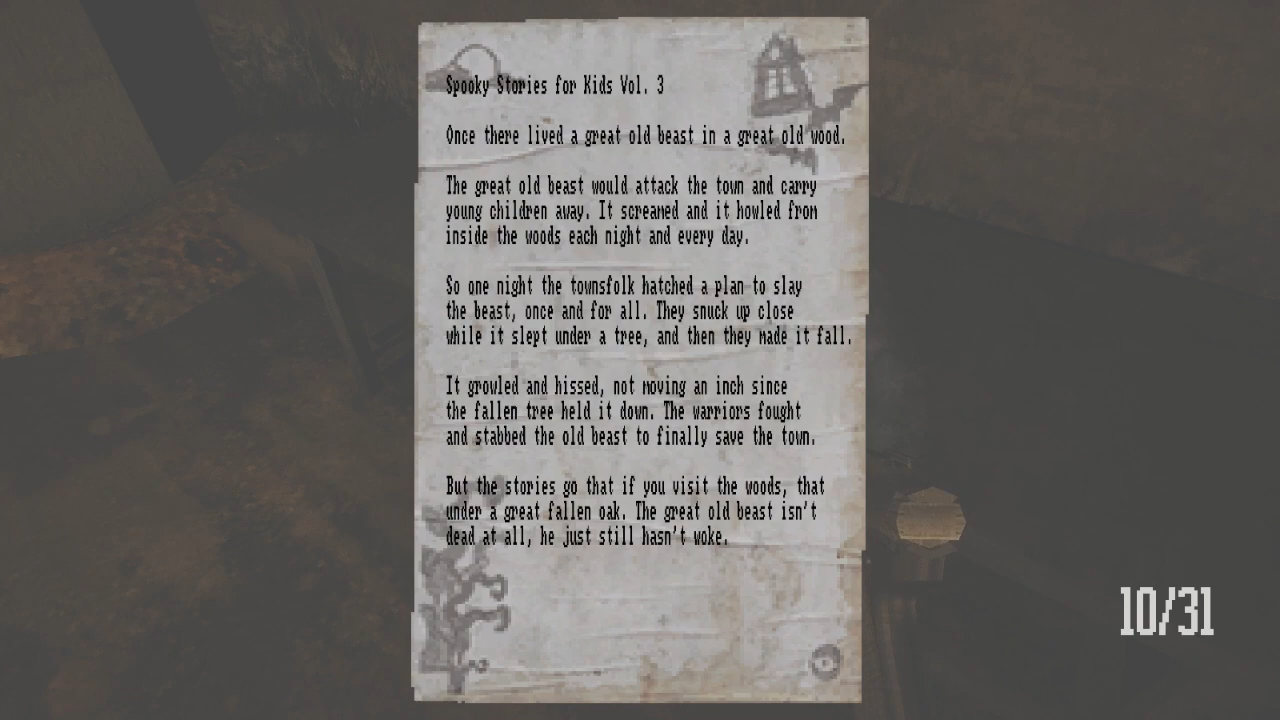 Spooky Stories for Kids Vol. 3
Once there lived a great old beast in a great old wood.
The great old beast would attack the town and carry
young children away. It screamed and it howled from
inside the woods each night and every day.
So one night the townsfolk hatched a plan to slay
the beast, once and for all. They snuck up close
while it slept under a tree, and then they made it fall.
It growled and hissed, not moving an inch since
the fallen tree held it down. The warriors fought
and stabbed the old beast to finally save the town.
But the stories go that if you visit the woods, that
under a great fallen oak. The great old beast isn't
dead at all, he just still hasn't woke.
10/31